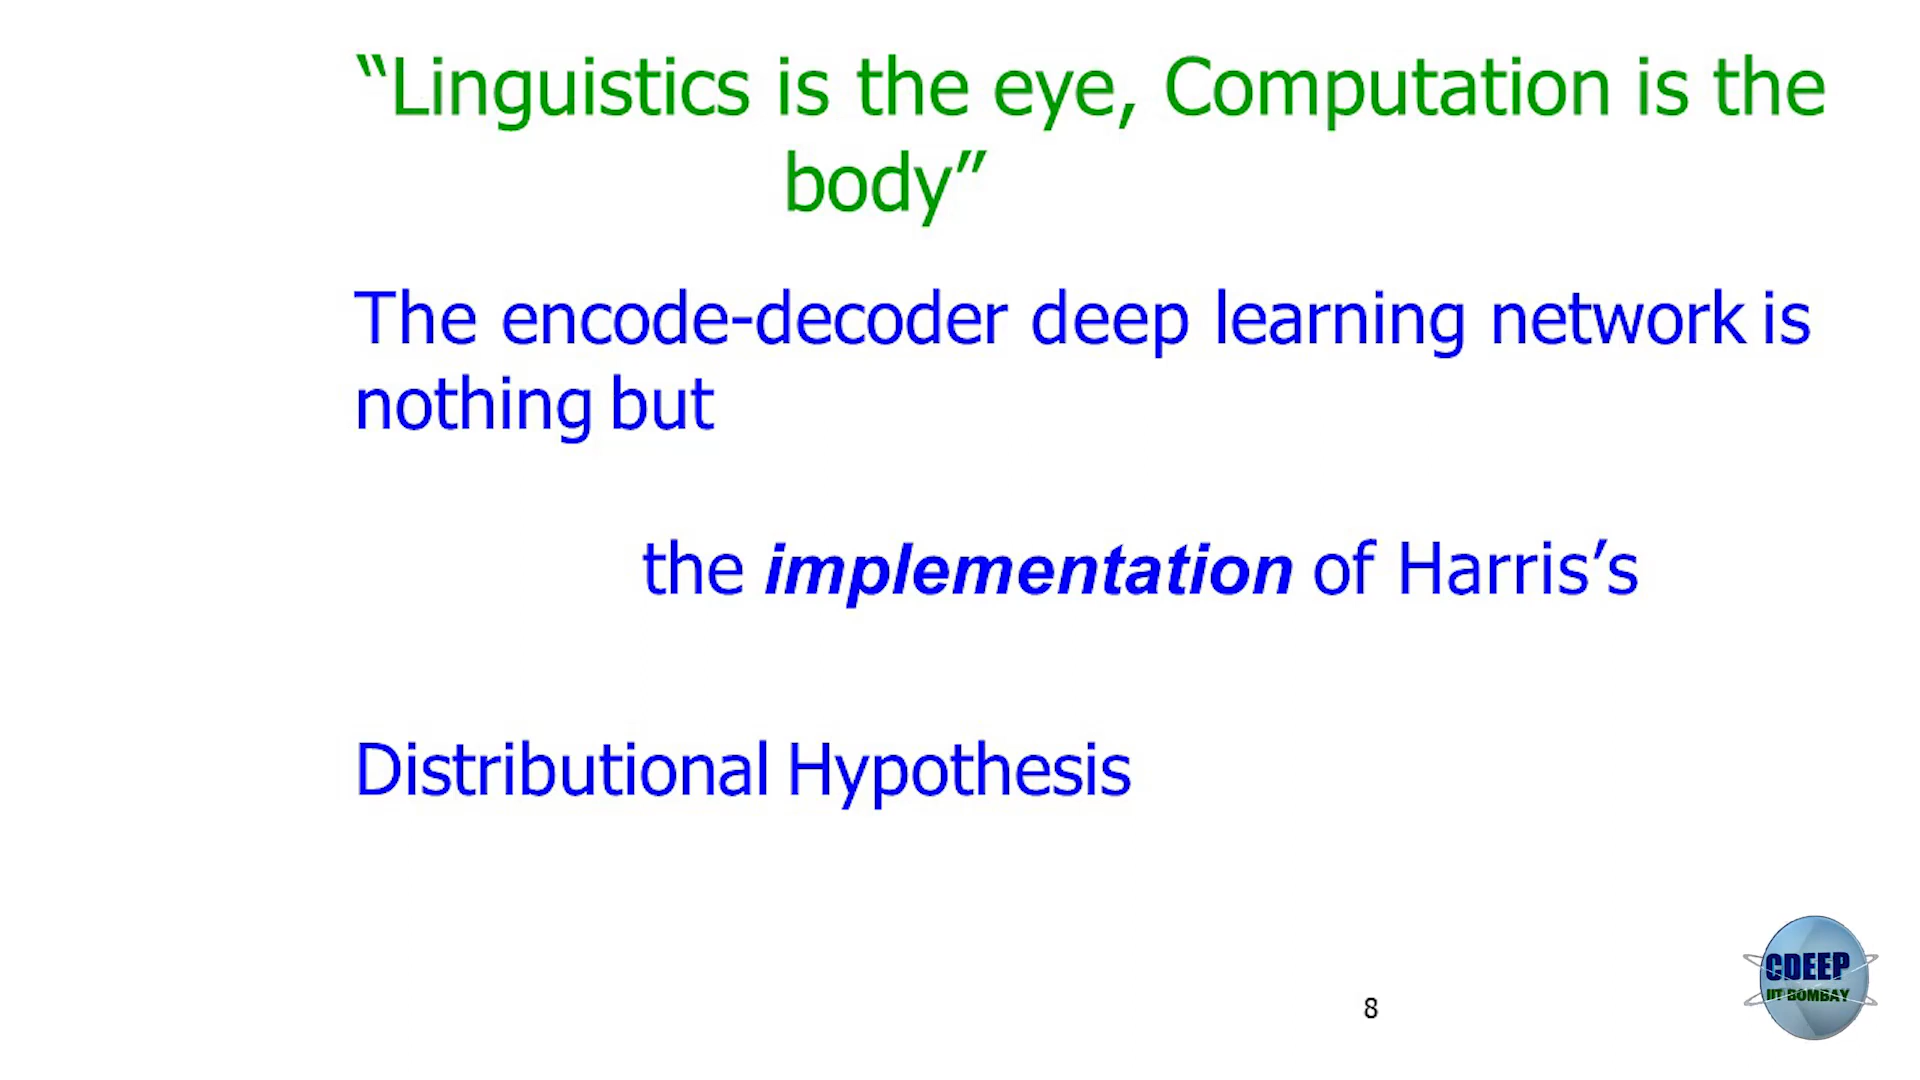 “Linguistics is the eye, Computation is the
body”
The encode-decoder deep learning network is
nothing but
the implementation of Harris’s
Distributional Hypothesis
8
CDEEP
IIT BOMBAY